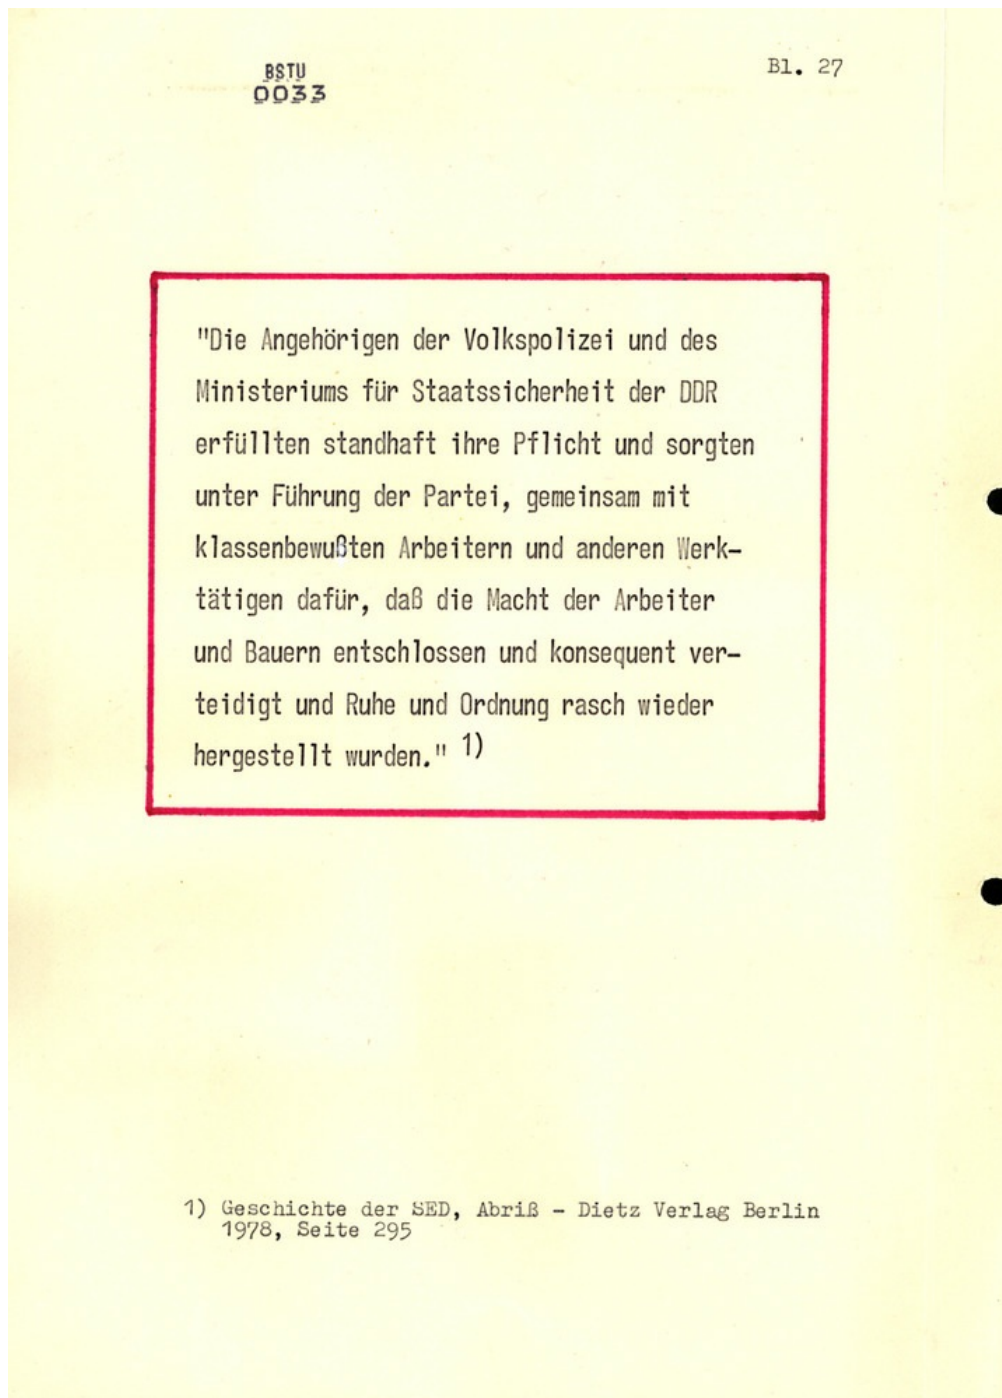 BSTU
0033
Bl. 27
"Die Angehörigen der Volkspolizei und des
Ministeriums für Staatssicherheit der DDR
erfüllten standhaft ihre Pflicht und sorgten
unter Führung der Partei, gemeinsam mit
klassenbewußten Arbeitern und anderen Werk-
tätigen dafür, daß die Macht der Arbeiter
und Bauern entschlossen und konsequent ver-
teidigt und Ruhe und Ordnung rasch wieder
hergestellt wurden." 1)
1) Geschichte der SED, Abriß - Dietz Verlag Berlin
1978, Seite 295